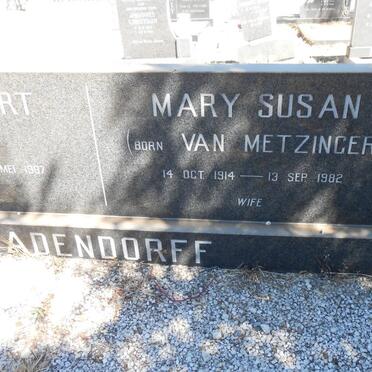 RT
MEI 1987
MARY SUSAN
(BORN VAN METZINGER
14 OCT 1914 — 13 SEP 1982
WIFE
ADENDORFF